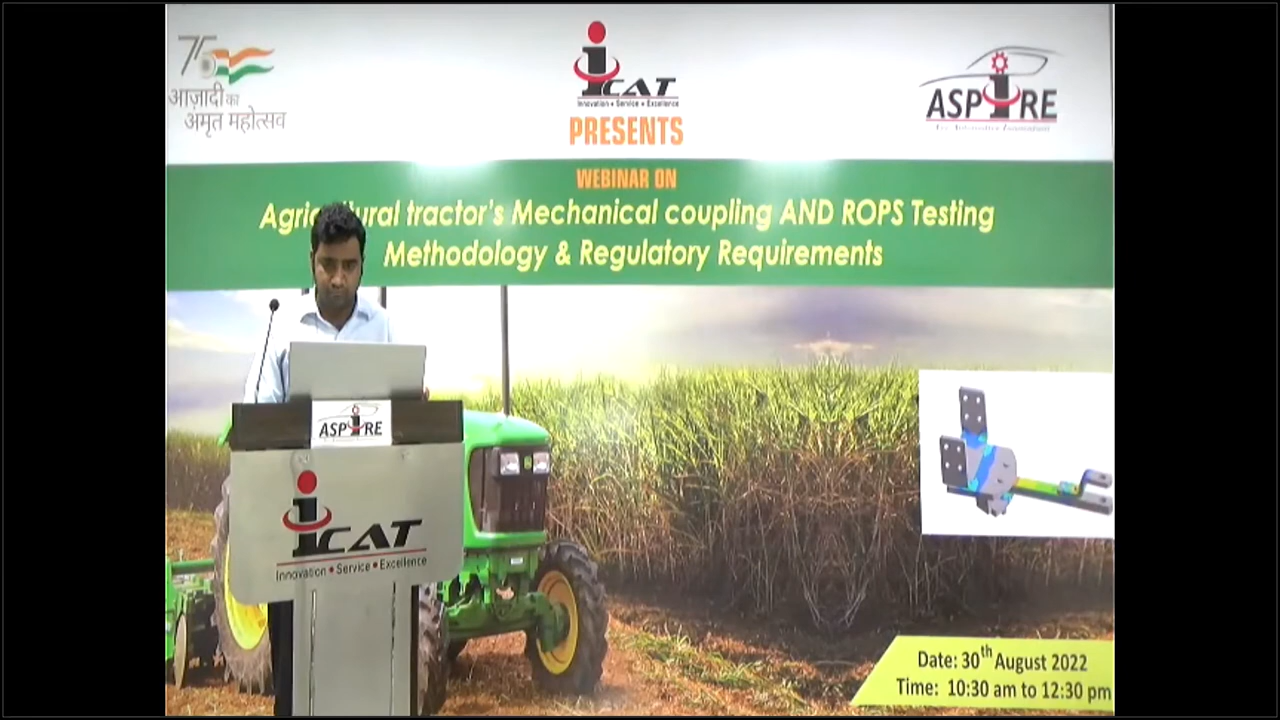 75
आज़ादी का
अमृत महोत्सव
iCAT
Innovation • Service • Excellence
PRESENTS
ASPIRE
WEBINAR ON
Agricultural tractor's Mechanical coupling AND ROPS Testing
Methodology & Regulatory Requirements
ASPIRE
iCAT
Innovation • Service • Excellence
Date: 30th August 2022
Time: 10:30 am to 12:30 pm